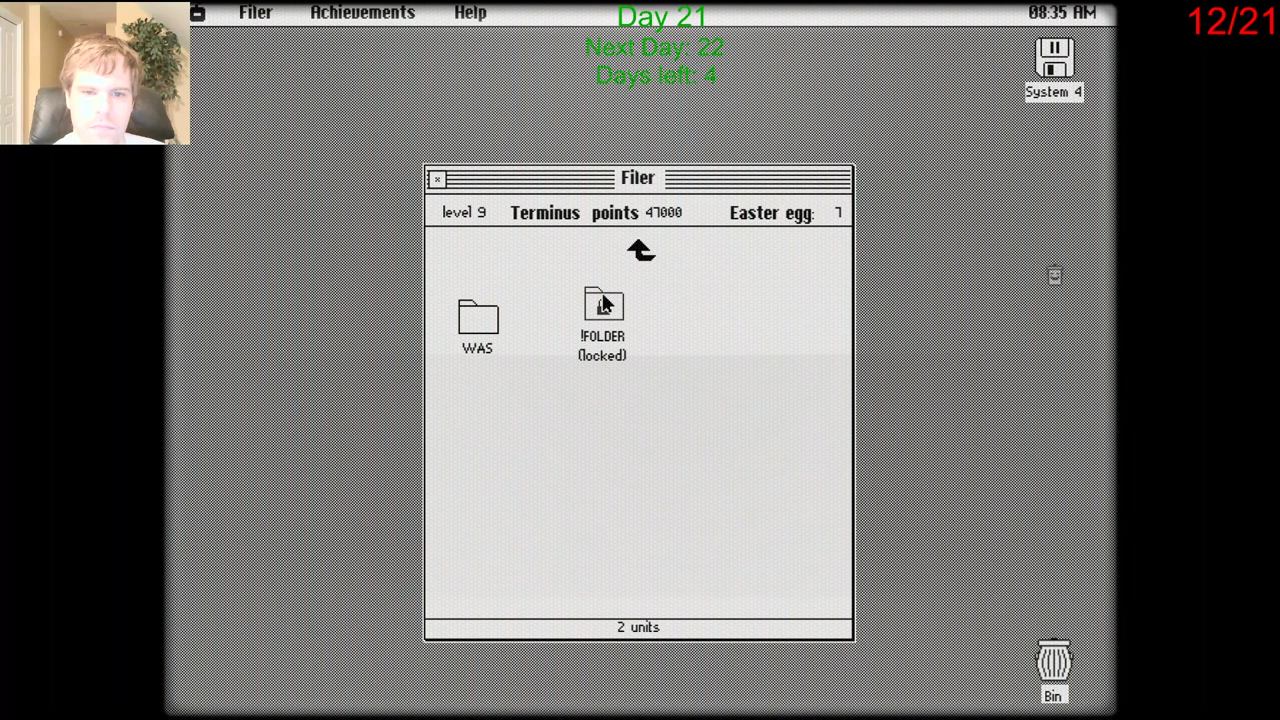 Filer Achievements Help
08:35 AM
Day 21
Next Day: 22
Days left: 4
12/21
System 4
Filer
level 9 Terminus points 47000 Easter egg: 7
WAS
!FOLDER
(locked)
2 units
Bin